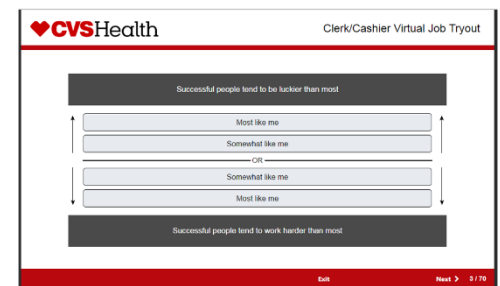 CVSHealth
Clerk/Cashier Virtual Job Tryout
Successful people tend to be luckier than most
Most like me
Somewhat like me
OR
Somewhat like me
Most like me
Successful people tend to work harder than most
Exit
Next
3 / 70